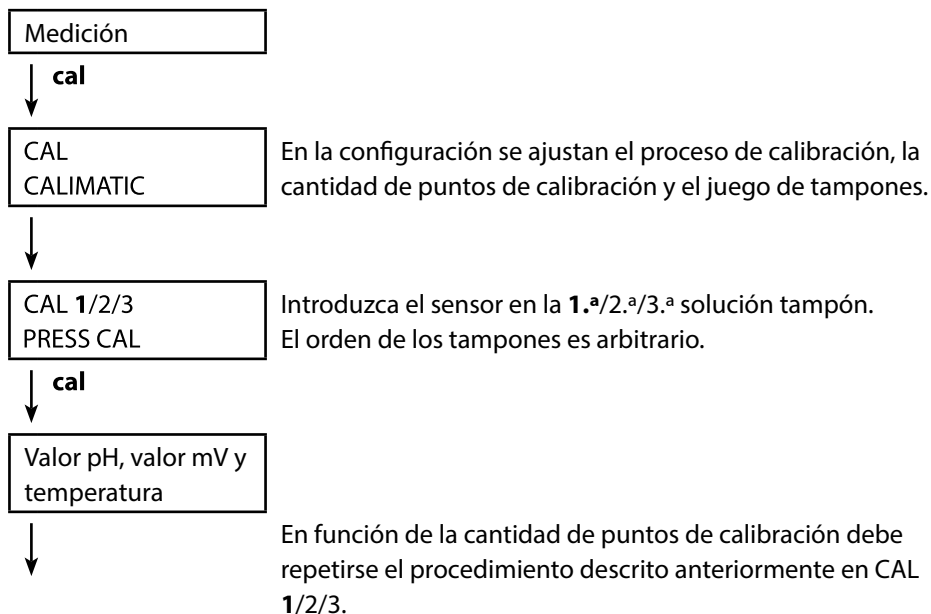 Medición
cal
CAL
CALIMATIC
En la configuración se ajustan el proceso de calibración, la
cantidad de puntos de calibración y el juego de tampones.
CAL 1/2/3
PRESS CAL
Introduzca el sensor en la 1.ª/2.ª/3.ª solución tampón.
El orden de los tampones es arbitrario.
cal
Valor pH, valor mV y
temperatura
En función de la cantidad de puntos de calibración debe
repetirse el procedimiento descrito anteriormente en CAL
1/2/3.